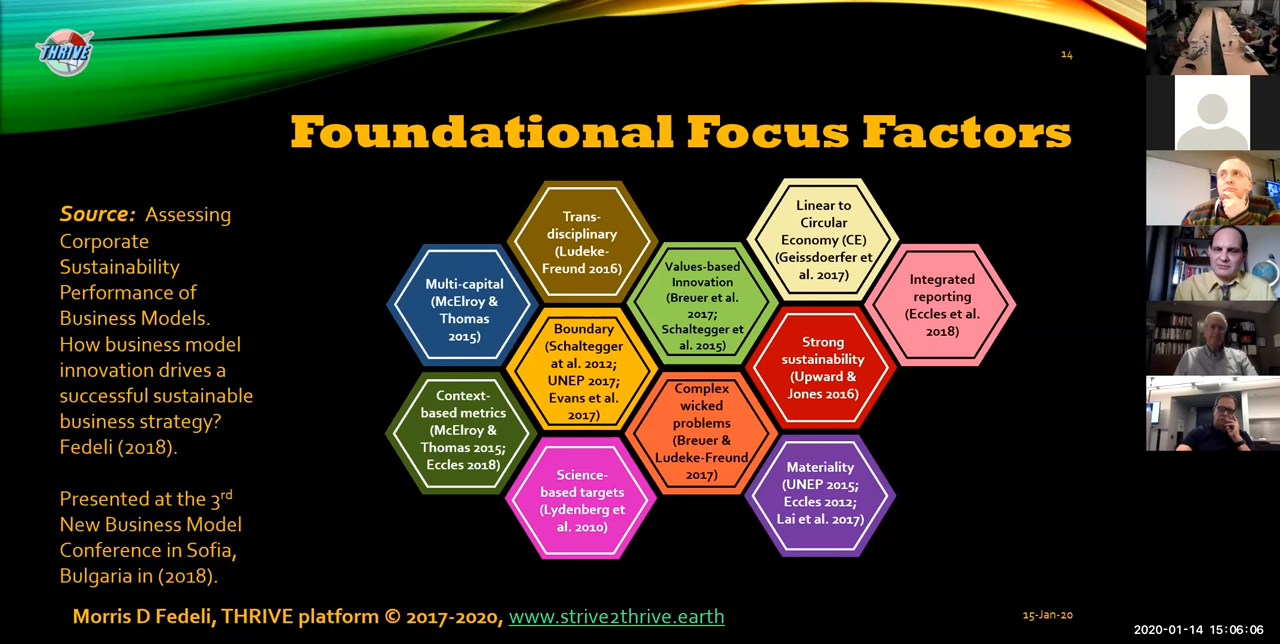 THRIVE
14
Foundational Focus Factors
Source: Assessing
Corporate
Sustainability
Performance of
Business Models.
How business model
innovation drives a
successful sustainable
business strategy?
Fedeli (2018).
Presented at the 3rd
New Business Model
Conference in Sofia,
Bulgaria in (2018).
Multi-capital
(McElroy &
Thomas
2015)
Trans-
disciplinary
(Ludeke-
Freund 2016)
Values-based
Innovation
(Breuer et al.
2017;
Schaltegger et
al. 2015)
Linear to
Circular
Economy (CE)
(Geissdoerfer et
al. 2017)
Integrated
reporting
(Eccles et al.
2018)
Boundary
(Schaltegger
at al. 2012;
UNEP 2017;
Evans et al.
2017)
Strong
sustainability
(Upward &
Jones 2016)
Context-
based metrics
(McElroy &
Thomas 2015;
Eccles 2018)
Complex
wicked
problems
(Breuer &
Ludeke-Freund
2017)
Science-
based targets
(Lydenberg et
al. 2010)
Materiality
(UNEP 2015;
Eccles 2012;
Lai et al. 2017)
Morris D Fedeli, THRIVE platform © 2017-2020, www.strive2thrive.earth
15-Jan-20
2020-01-14 15:06:06